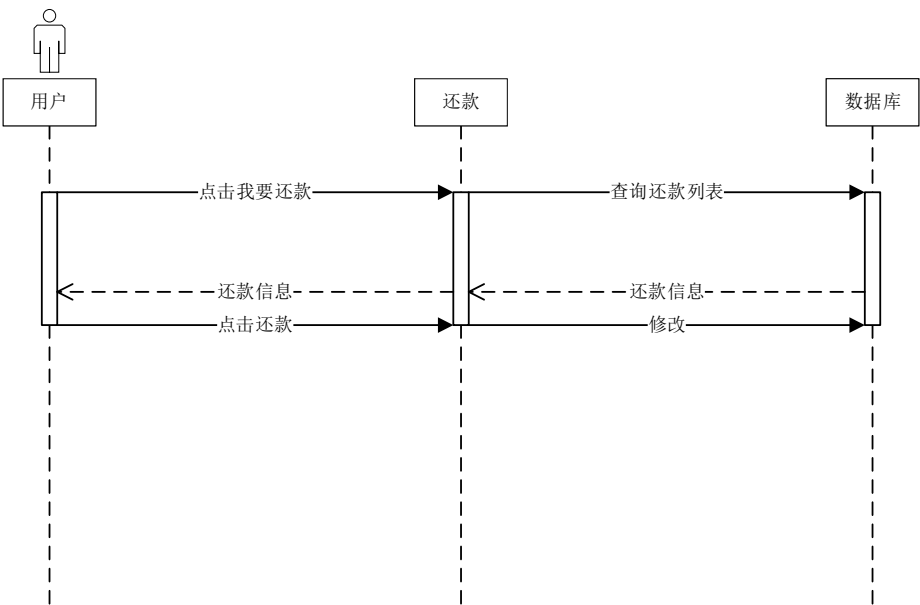 用户
还款
数据库
点击我要还款
查询还款列表
还款信息
还款信息
点击还款
修改